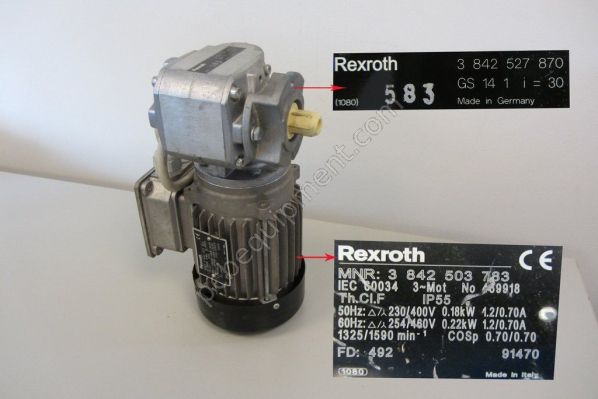 Rexroth 3 842 527 870
GS 14 1 i = 30
583
(1080) Made in Germany
Rexroth CE
MNR: 3 842 503 783
IEC 60034 3~Mot No 439918
Th.Cl.F IP55
50Hz: △/⅄ 230/400V 0.18kW 1.2/0.70A
60Hz: △/⅄ 254/460V 0.22kW 1.2/0.70A
1325/1590 min⁻¹ COSp 0.70/0.70
FD: 492 91470
(1080) Made in Italy